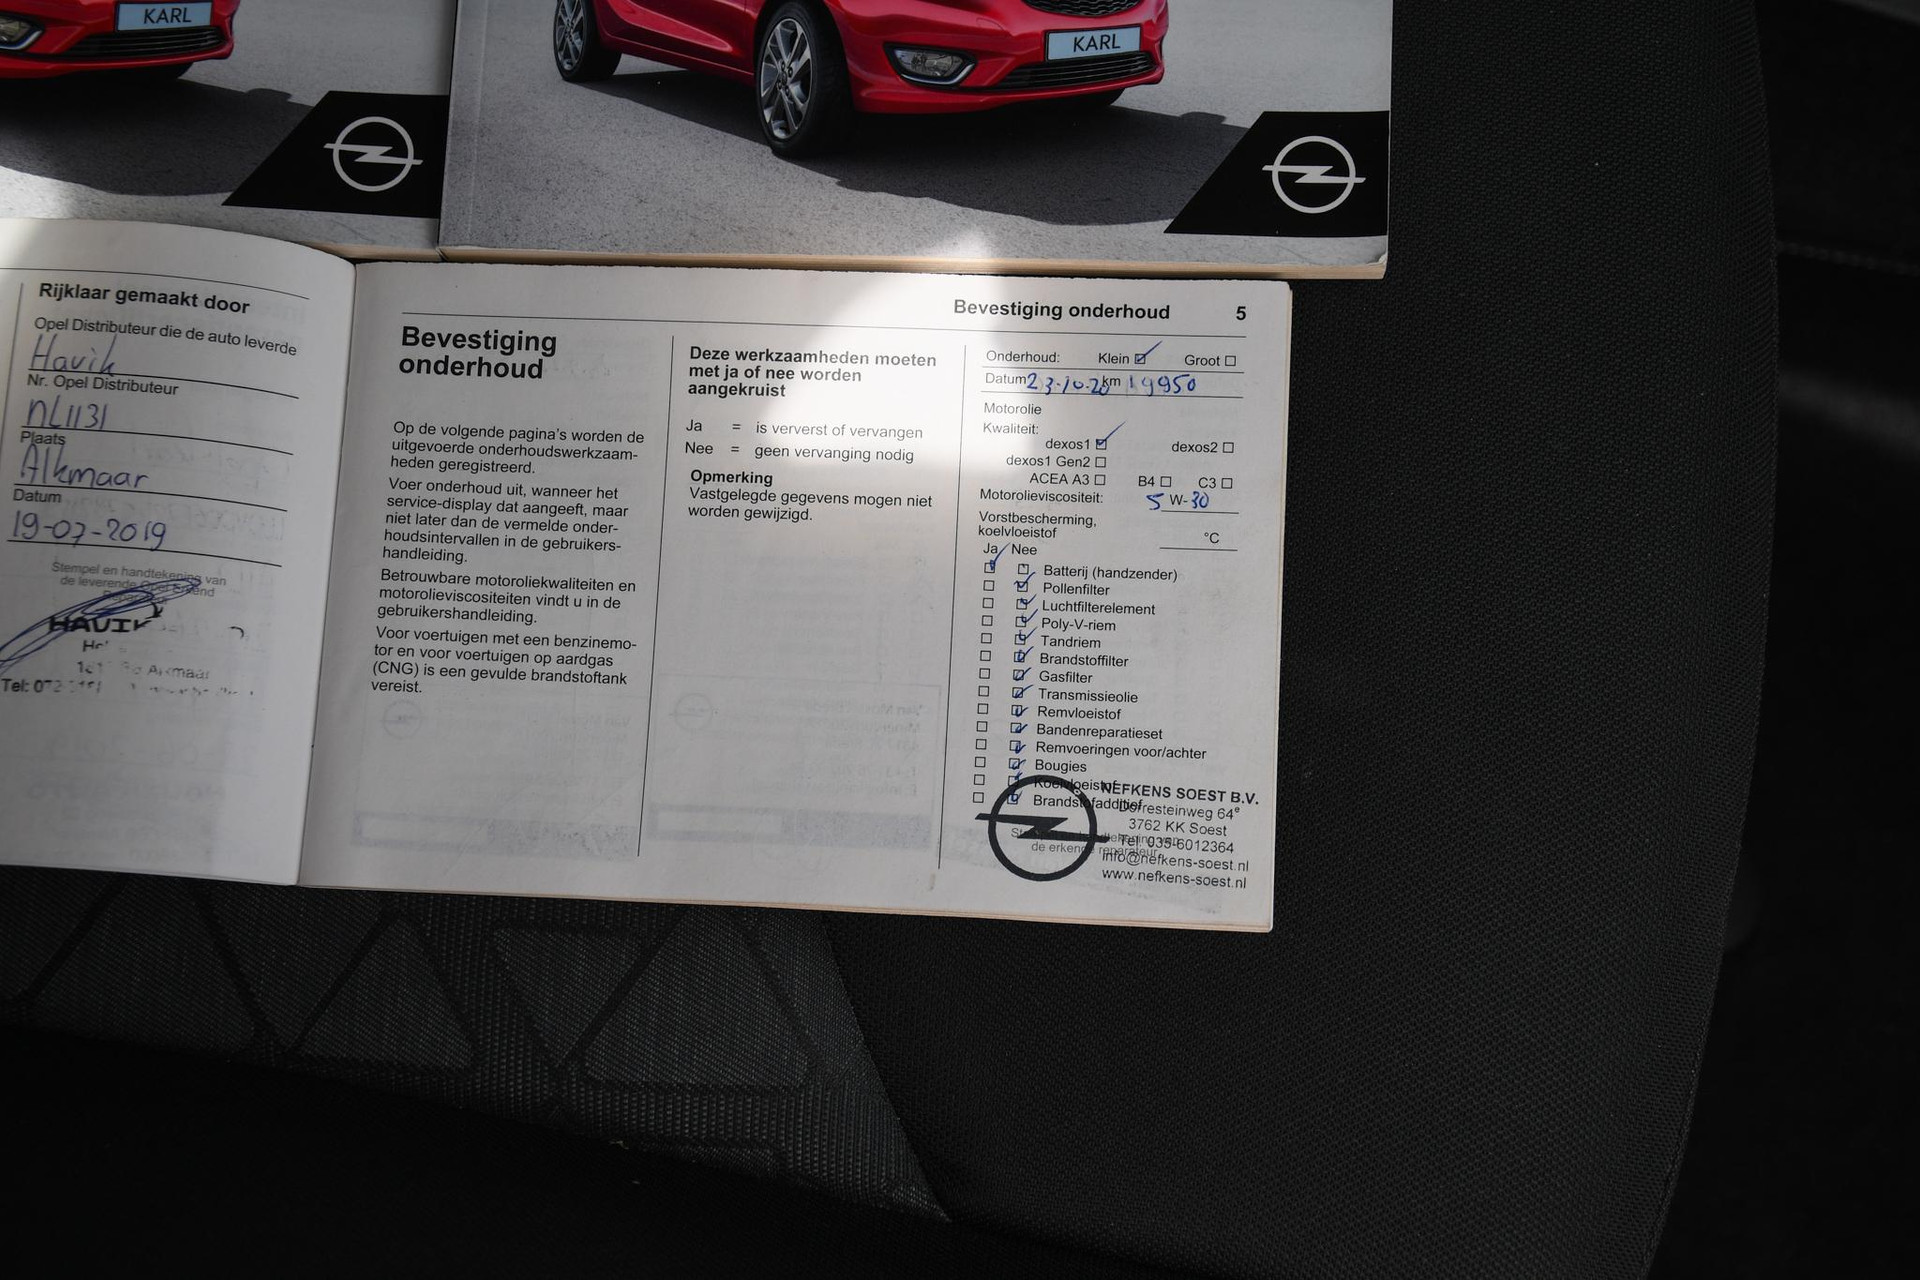 KARL
KARL
Rijklaar gemaakt door
Opel Distributeur die de auto leverde
Havik
Nr. Opel Distributeur
NL1131
Plaats
Alkmaar
Datum
19-07-2019
Stempel en handtekening van
de leverende Opel Erkend
HAVIK
Alkmaar
Tel: 072
Bevestiging onderhoud 5
Bevestiging
onderhoud
Op de volgende pagina's worden de
uitgevoerde onderhoudswerkzaam-
heden geregistreerd.
Voer onderhoud uit, wanneer het
service-display dat aangeeft, maar
niet later dan de vermelde onder-
houdsintervallen in de gebruikers-
handleiding.
Betrouwbare motoroliekwaliteiten en
motorolieviscositeiten vindt u in de
gebruikershandleiding.
Voor voertuigen met een benzinemo-
tor en voor voertuigen op aardgas
(CNG) is een gevulde brandstoftank
vereist.
Deze werkzaamheden moeten
met ja of nee worden
aangekruist
Ja = is ververst of vervangen
Nee = geen vervanging nodig
Opmerking
Vastgelegde gegevens mogen niet
worden gewijzigd.
Onderhoud: Klein ☑ Groot ☐
Datum 23-10-20 km 19950
Motorolie
Kwaliteit:
dexos1 ☑ dexos2 ☐
dexos1 Gen2 ☐
ACEA A3 ☐ B4 ☐ C3 ☐
Motorolieviscositeit: 5 W-30
Vorstbescherming,
koelvloeistof °C
Ja Nee
Batterij (handzender)
Pollenfilter
Luchtfilterelement
Poly-V-riem
Tandriem
Brandstoffilter
Gasfilter
Transmissieolie
Remvloeistof
Bandenreparatieset
Remvoeringen voor/achter
Bougies
Koelvloeistof
Brandstofadditief
de erkende reparateur
NEFKENS SOEST B.V.
Dorresteinweg 64e
3762 KK Soest
Tel. 035-6012364
info@nefkens-soest.nl
www.nefkens-soest.nl